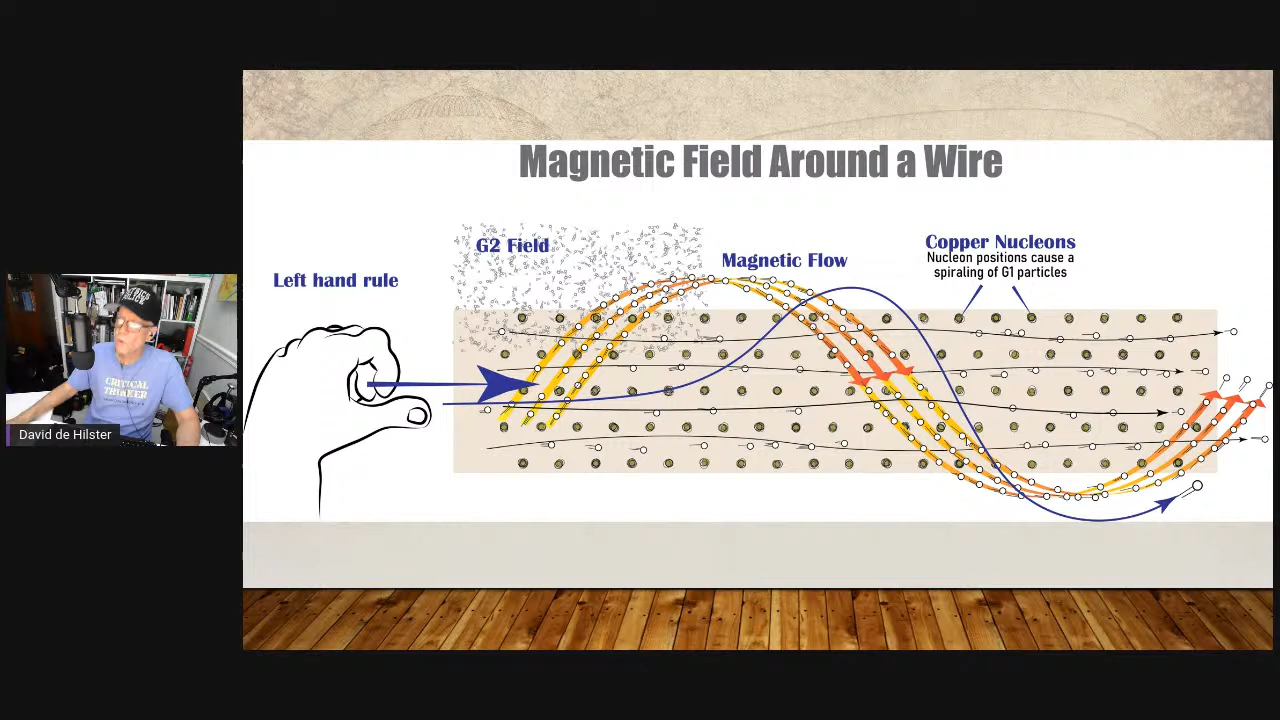 Magnetic Field Around a Wire
G2 Field
Left hand rule
Magnetic Flow
Copper Nucleons
Nucleon positions cause a
spiraling of G1 particles
CRITICAL
THINKER
David de Hilster